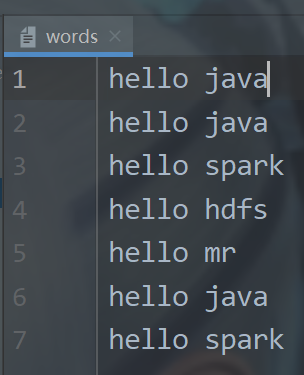 words
1 hello java
2 hello java
3 hello spark
4 hello hdfs
5 hello mr
6 hello java
7 hello spark